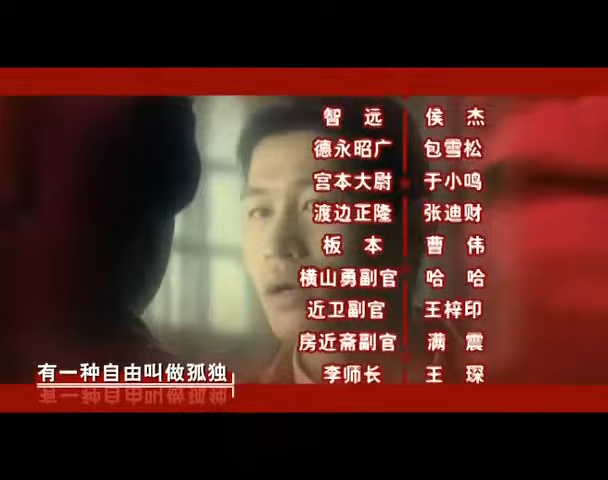 智 远 侯 杰
德永昭广 包雪松
宫本大尉 于小鸣
渡边正隆 张迪财
板 本 曹 伟
横山勇副官 哈 哈
近卫副官 王梓印
房近斋副官 满 震
李师长 王 琛
有一种自由叫做孤独